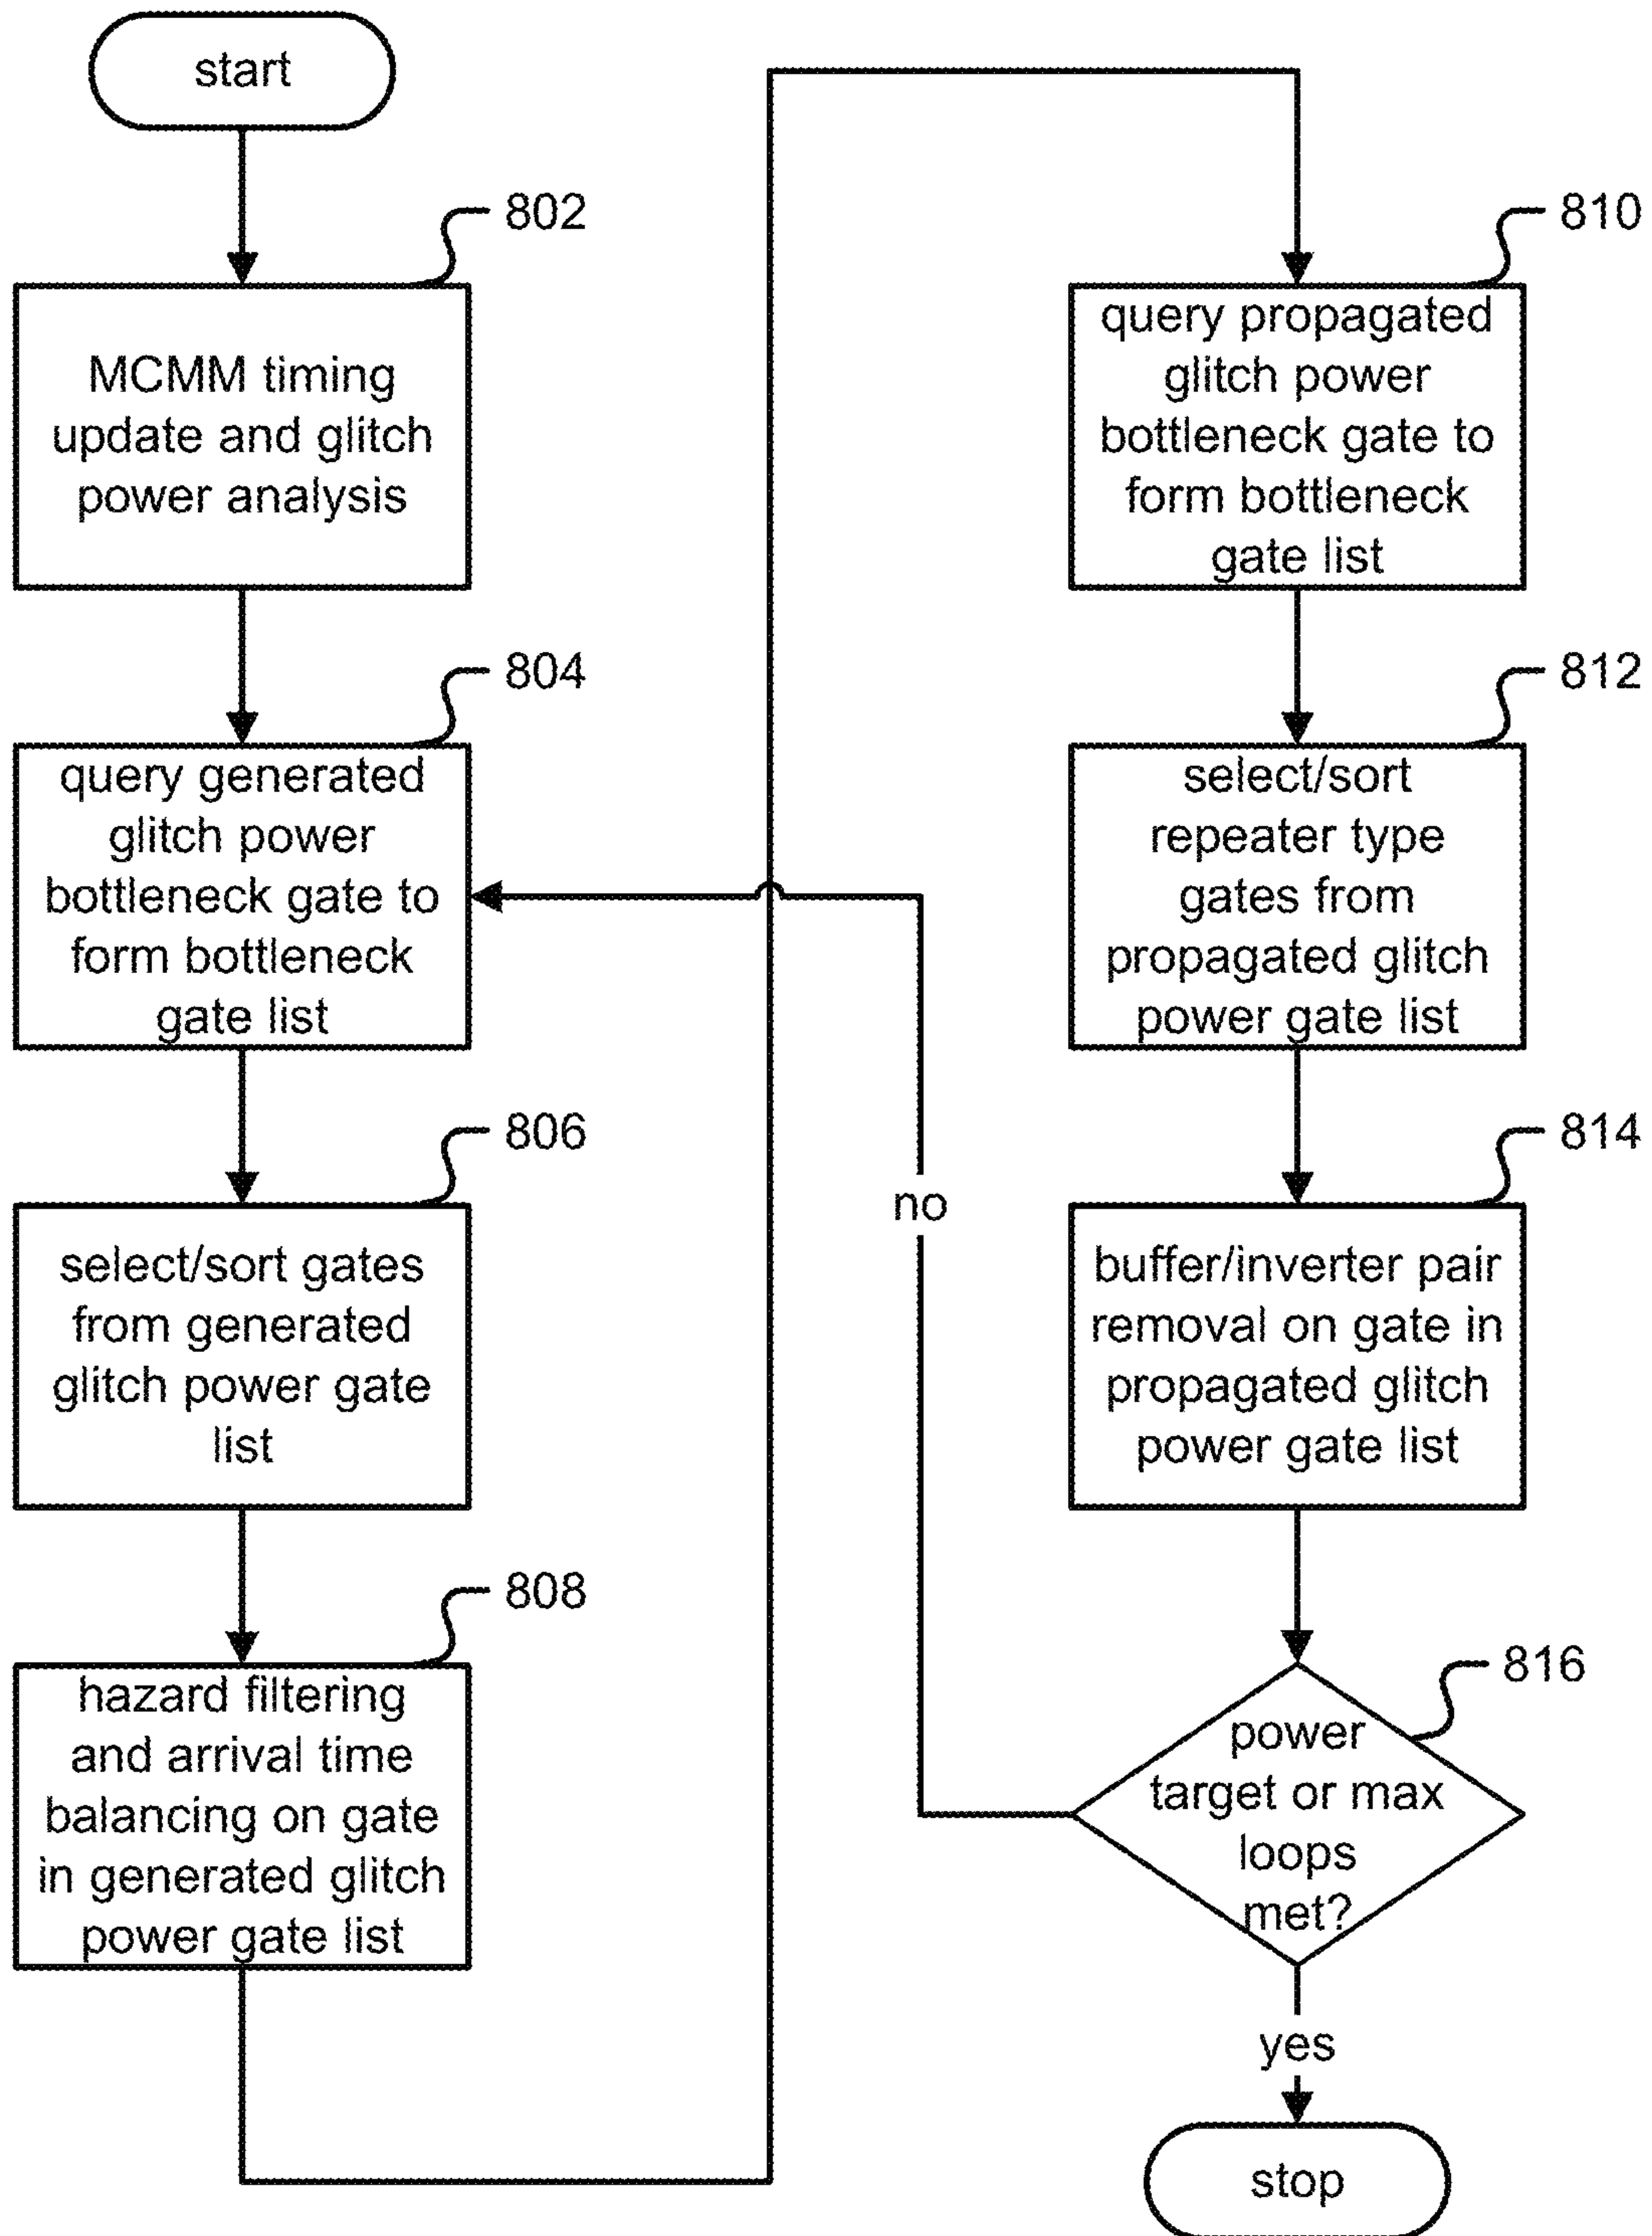 start
802
MCMM timing
update and glitch
power analysis
804
query generated
glitch power
bottleneck gate to
form bottleneck
gate list
806
select/sort gates
from generated
glitch power gate
list
808
hazard filtering
and arrival time
balancing on gate
in generated glitch
power gate list
810
query propagated
glitch power
bottleneck gate to
form bottleneck
gate list
812
select/sort
repeater type
gates from
propagated glitch
power gate list
814
buffer/inverter pair
removal on gate in
propagated glitch
power gate list
816
power
target or max
loops
met?
no
yes
stop